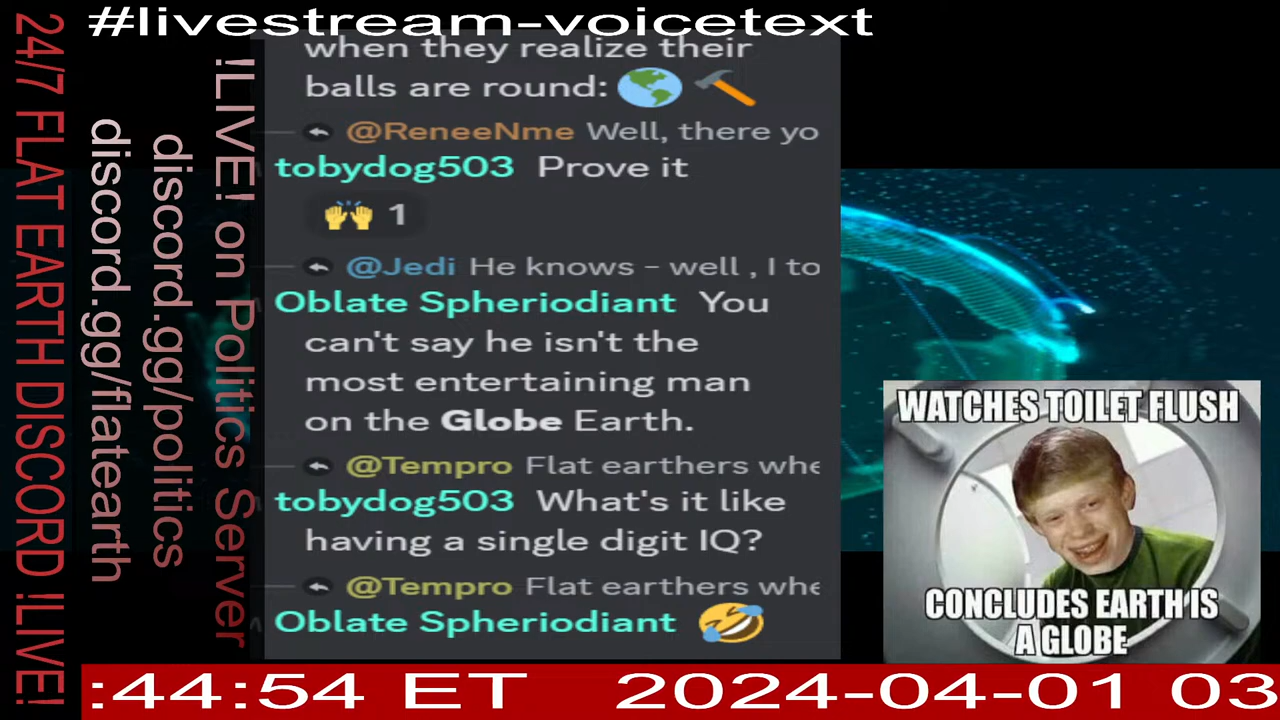 #livestream-voicetext
24/7 FLAT EARTH DISCORD !LIVE!
discord.gg/flatearth
discord.gg/politics
!LIVE! on Politics Server
when they realize their
balls are round: 🌎 🔨
@ReneeNme Well, there yo
tobydog503 Prove it
🙌 1
@Jedi He knows - well , I to
Oblate Spheriodiant You
can't say he isn't the
most entertaining man
on the Globe Earth.
@Tempro Flat earthers whe
tobydog503 What's it like
having a single digit IQ?
@Tempro Flat earthers whe
Oblate Spheriodiant 🤣
WATCHES TOILET FLUSH
CONCLUDES EARTH IS
A GLOBE
:44:54 ET 2024-04-01 03